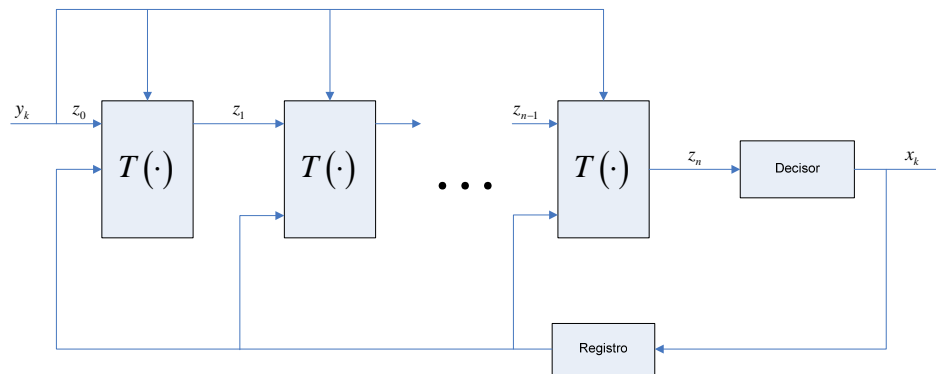 y_k z_0 z_1 z_{n-1}
T(·) T(·) ... T(·)
z_n Decisor x_k
Registro